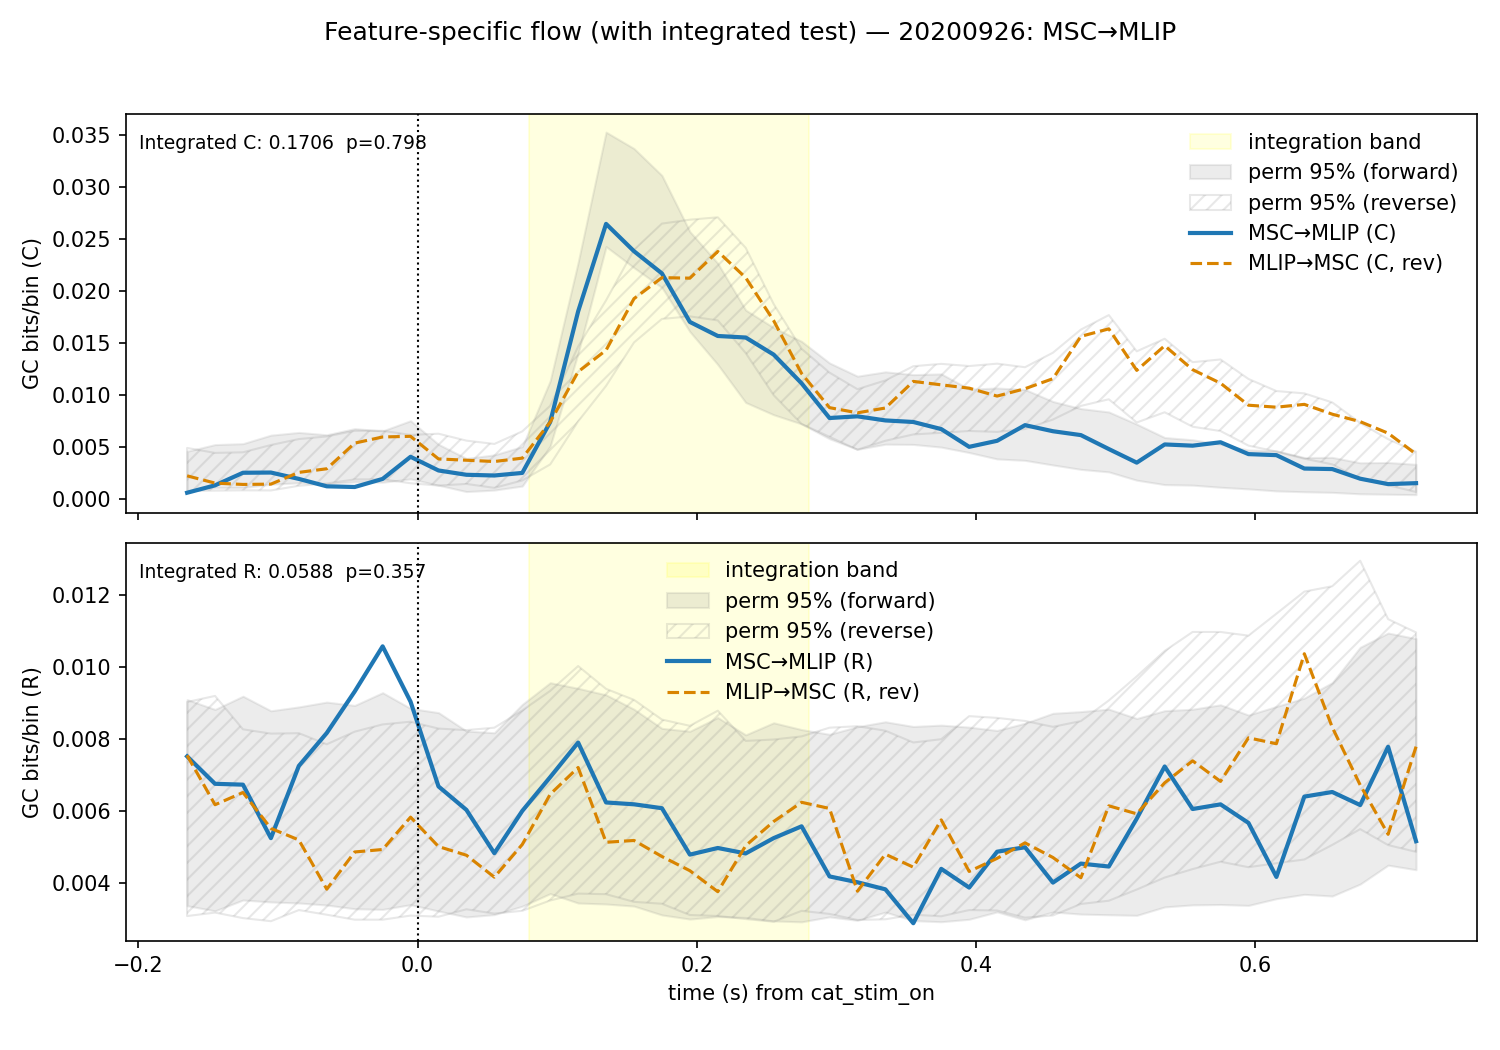 Feature-specific flow (with integrated test) — 20200926: MSC→MLIP
Integrated C: 0.1706  p=0.798
integration band
perm 95% (forward)
perm 95% (reverse)
MSC→MLIP (C)
MLIP→MSC (C, rev)
GC bits/bin (C)
0.035
0.030
0.025
0.020
0.015
0.010
0.005
0.000
Integrated R: 0.0588  p=0.357
integration band
perm 95% (forward)
perm 95% (reverse)
MSC→MLIP (R)
MLIP→MSC (R, rev)
GC bits/bin (R)
0.012
0.010
0.008
0.006
0.004
−0.2 0.0 0.2 0.4 0.6
time (s) from cat_stim_on